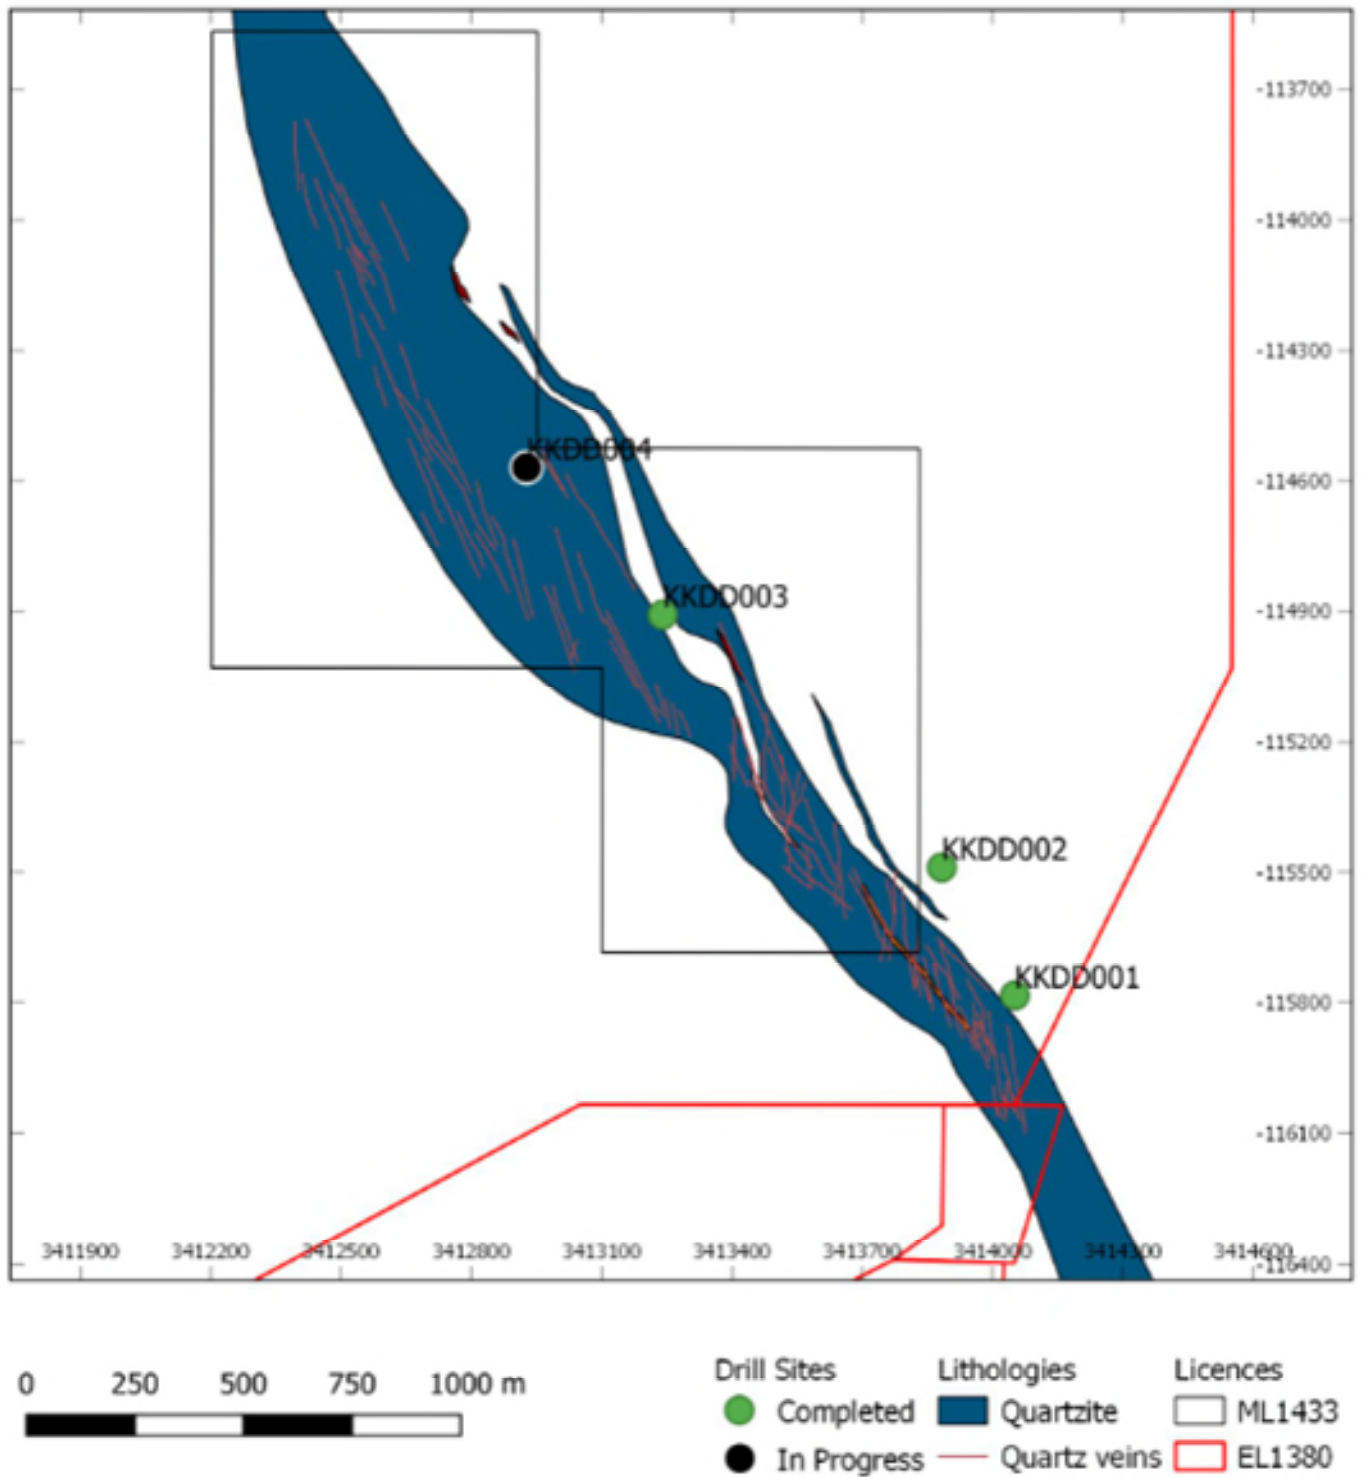 -113700
-114000
-114300
KKDD004
-114600
KKDD003
-114900
-115200
KKDD002
-115500
KKDD001
-115800
-116100
3411900 3412200 3412500 3412800 3413100 3413400 3413700 3414000 3414300 3414600
-116400
0 250 500 750 1000 m
Drill Sites Lithologies Licences
Completed Quartzite ML1433
In Progress Quartz veins EL1380